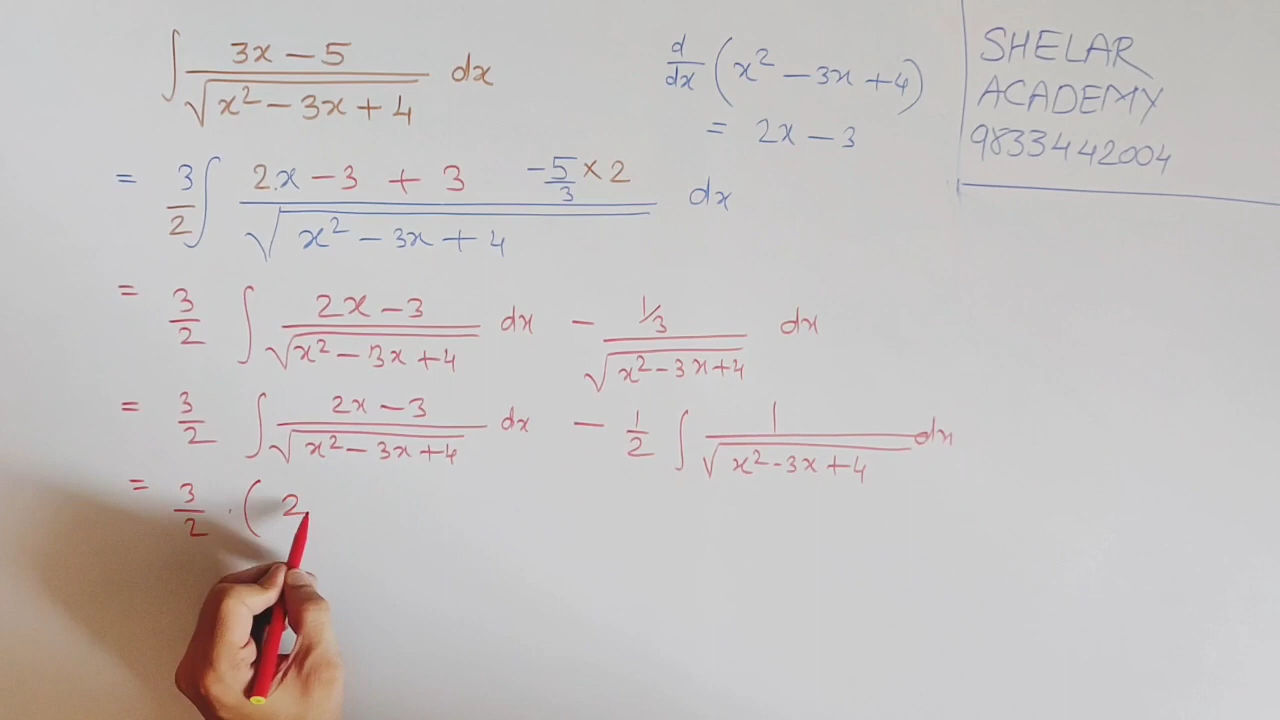 ∫ (3x − 5)/√(x² − 3x + 4) dx
d/dx (x² − 3x + 4)
= 2x − 3
SHELAR
ACADEMY
9833442004
= 3/2 ∫ (2x − 3 + 3 −5/3 × 2)/√(x² − 3x + 4) dx
= 3/2 ∫ (2x − 3)/√(x² − 3x + 4) dx − (1/3)/√(x² − 3x + 4) dx
= 3/2 ∫ (2x − 3)/√(x² − 3x + 4) dx − 1/2 ∫ 1/√(x² − 3x + 4) dx
= 3/2 · ( 2